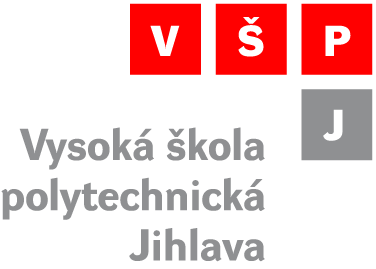 V Š P
J
Vysoká škola
polytechnická
Jihlava